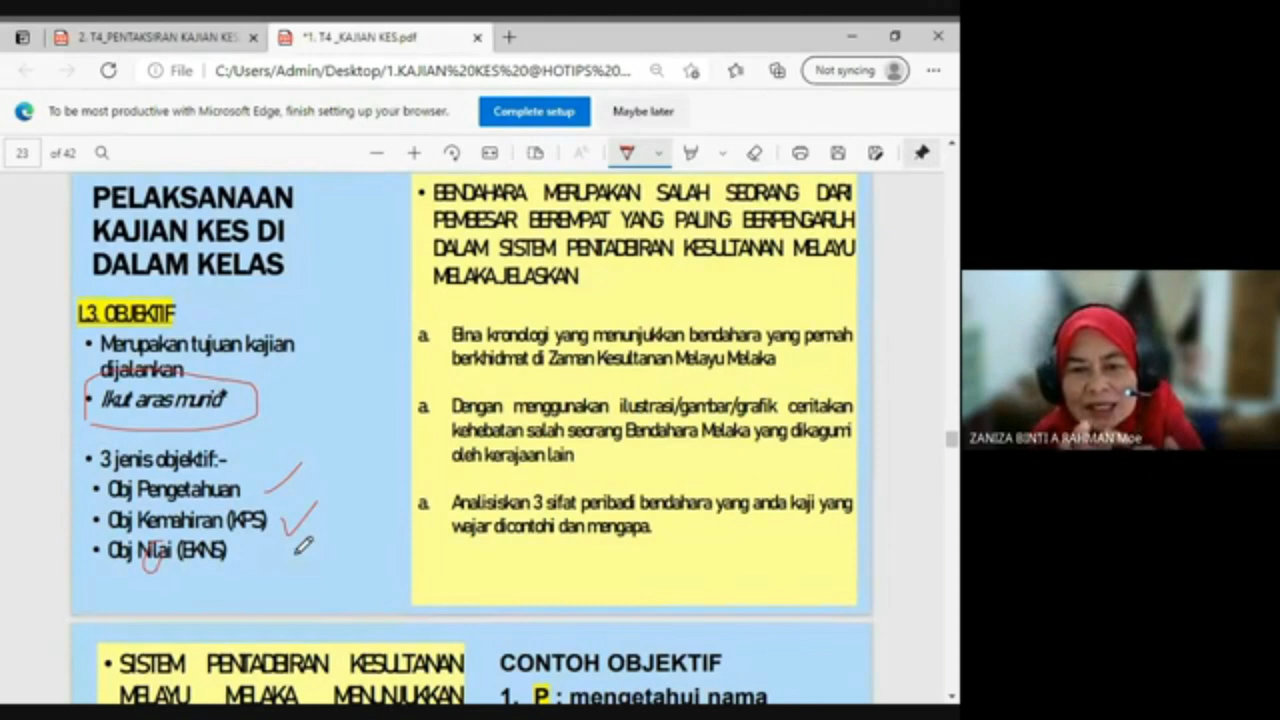 2. T4_PENTAKSIRAN KAJIAN KES
*1. T4_KAJIAN KES.pdf
File
C:/Users/Admin/Desktop/1.KAJIAN%20KES%20@HOTIPS%20...
Not syncing
To be most productive with Microsoft Edge, finish setting up your browser.
Complete setup
Maybe later
23 of 42
PELAKSANAAN
KAJIAN KES DI
DALAM KELAS
L3. OBJEKTIF
• Merupakan tujuan kajian
dijalankan
• Ikut aras murid*
• 3 jenis objektif:-
• Obj Pengetahuan
• Obj Kemahiran (KPS)
• Obj Nilai (EKNS)
• BENDAHARA MERUPAKAN SALAH SEORANG DARI
PEMBESAR BEREMPAT YANG PALING BERPENGARUH
DALAM SISTEM PENTADBIRAN KESULTANAN MELAYU
MELAKA.JELASKAN
a. Bina kronologi yang menunjukkan bendahara yang pernah
berkhidmat di Zaman Kesultanan Melayu Melaka
a. Dengan menggunakan ilustrasi/gambar/grafik ceritakan
kehebatan salah seorang Bendahara Melaka yang dikagumi
oleh kerajaan lain
a. Analisiskan 3 sifat peribadi bendahara yang anda kaji yang
wajar dicontohi dan mengapa.
• SISTEM PENTADBIRAN KESULTANAN
MELAYU MELAKA MENUNJUKKAN
CONTOH OBJEKTIF
1. P : mengetahui nama
ZANIZA BINTI A RAHMAN Moe